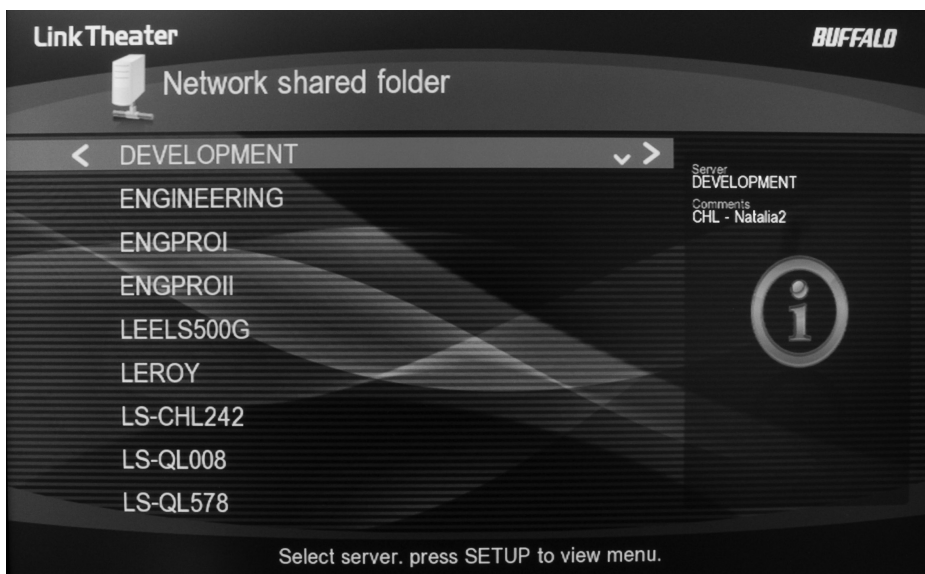 LinkTheater
BUFFALO
Network shared folder
DEVELOPMENT
ENGINEERING
ENGPROI
ENGPROII
LEELS500G
LEROY
LS-CHL242
LS-QL008
LS-QL578
Server
DEVELOPMENT
Comments
CHL - Natalia2
i
Select server. press SETUP to view menu.